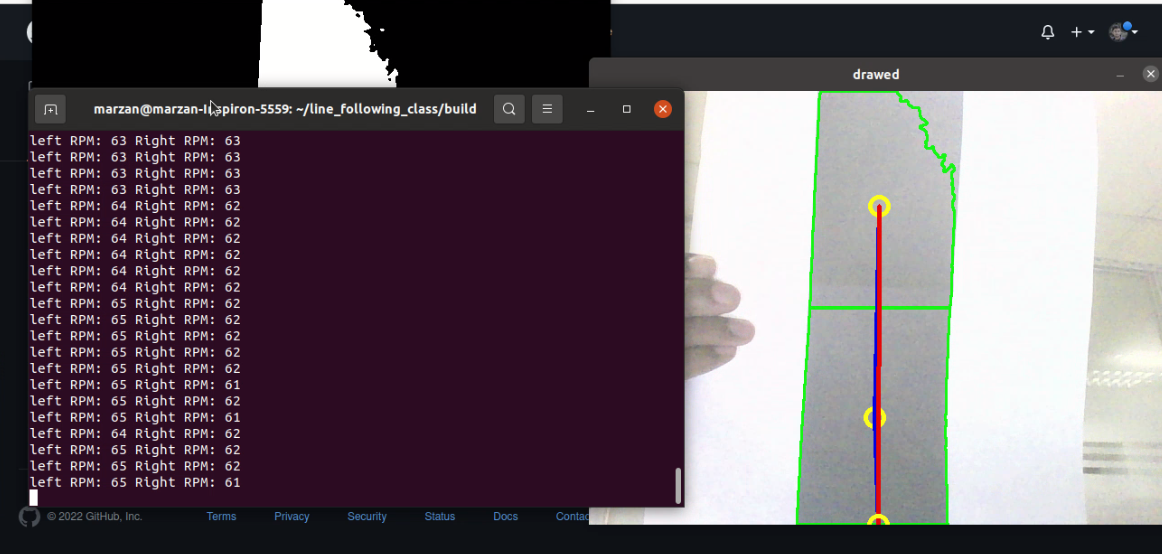 drawed
marzan@marzan-Inspiron-5559: ~/line_following_class/build
left RPM: 63 Right RPM: 63
left RPM: 63 Right RPM: 63
left RPM: 63 Right RPM: 63
left RPM: 63 Right RPM: 63
left RPM: 64 Right RPM: 62
left RPM: 64 Right RPM: 62
left RPM: 64 Right RPM: 62
left RPM: 64 Right RPM: 62
left RPM: 64 Right RPM: 62
left RPM: 64 Right RPM: 62
left RPM: 65 Right RPM: 62
left RPM: 65 Right RPM: 62
left RPM: 65 Right RPM: 62
left RPM: 65 Right RPM: 62
left RPM: 65 Right RPM: 62
left RPM: 65 Right RPM: 61
left RPM: 65 Right RPM: 62
left RPM: 65 Right RPM: 61
left RPM: 64 Right RPM: 62
left RPM: 65 Right RPM: 62
left RPM: 65 Right RPM: 62
left RPM: 65 Right RPM: 61
© 2022 GitHub, Inc. Terms Privacy Security Status Docs Contac